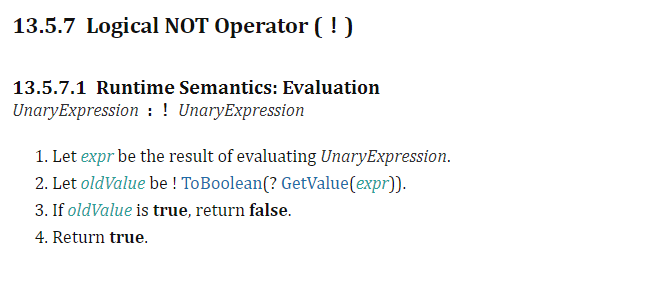 13.5.7 Logical NOT Operator ( ! )
13.5.7.1 Runtime Semantics: Evaluation
UnaryExpression : ! UnaryExpression
1. Let expr be the result of evaluating UnaryExpression.
2. Let oldValue be ! ToBoolean(? GetValue(expr)).
3. If oldValue is true, return false.
4. Return true.